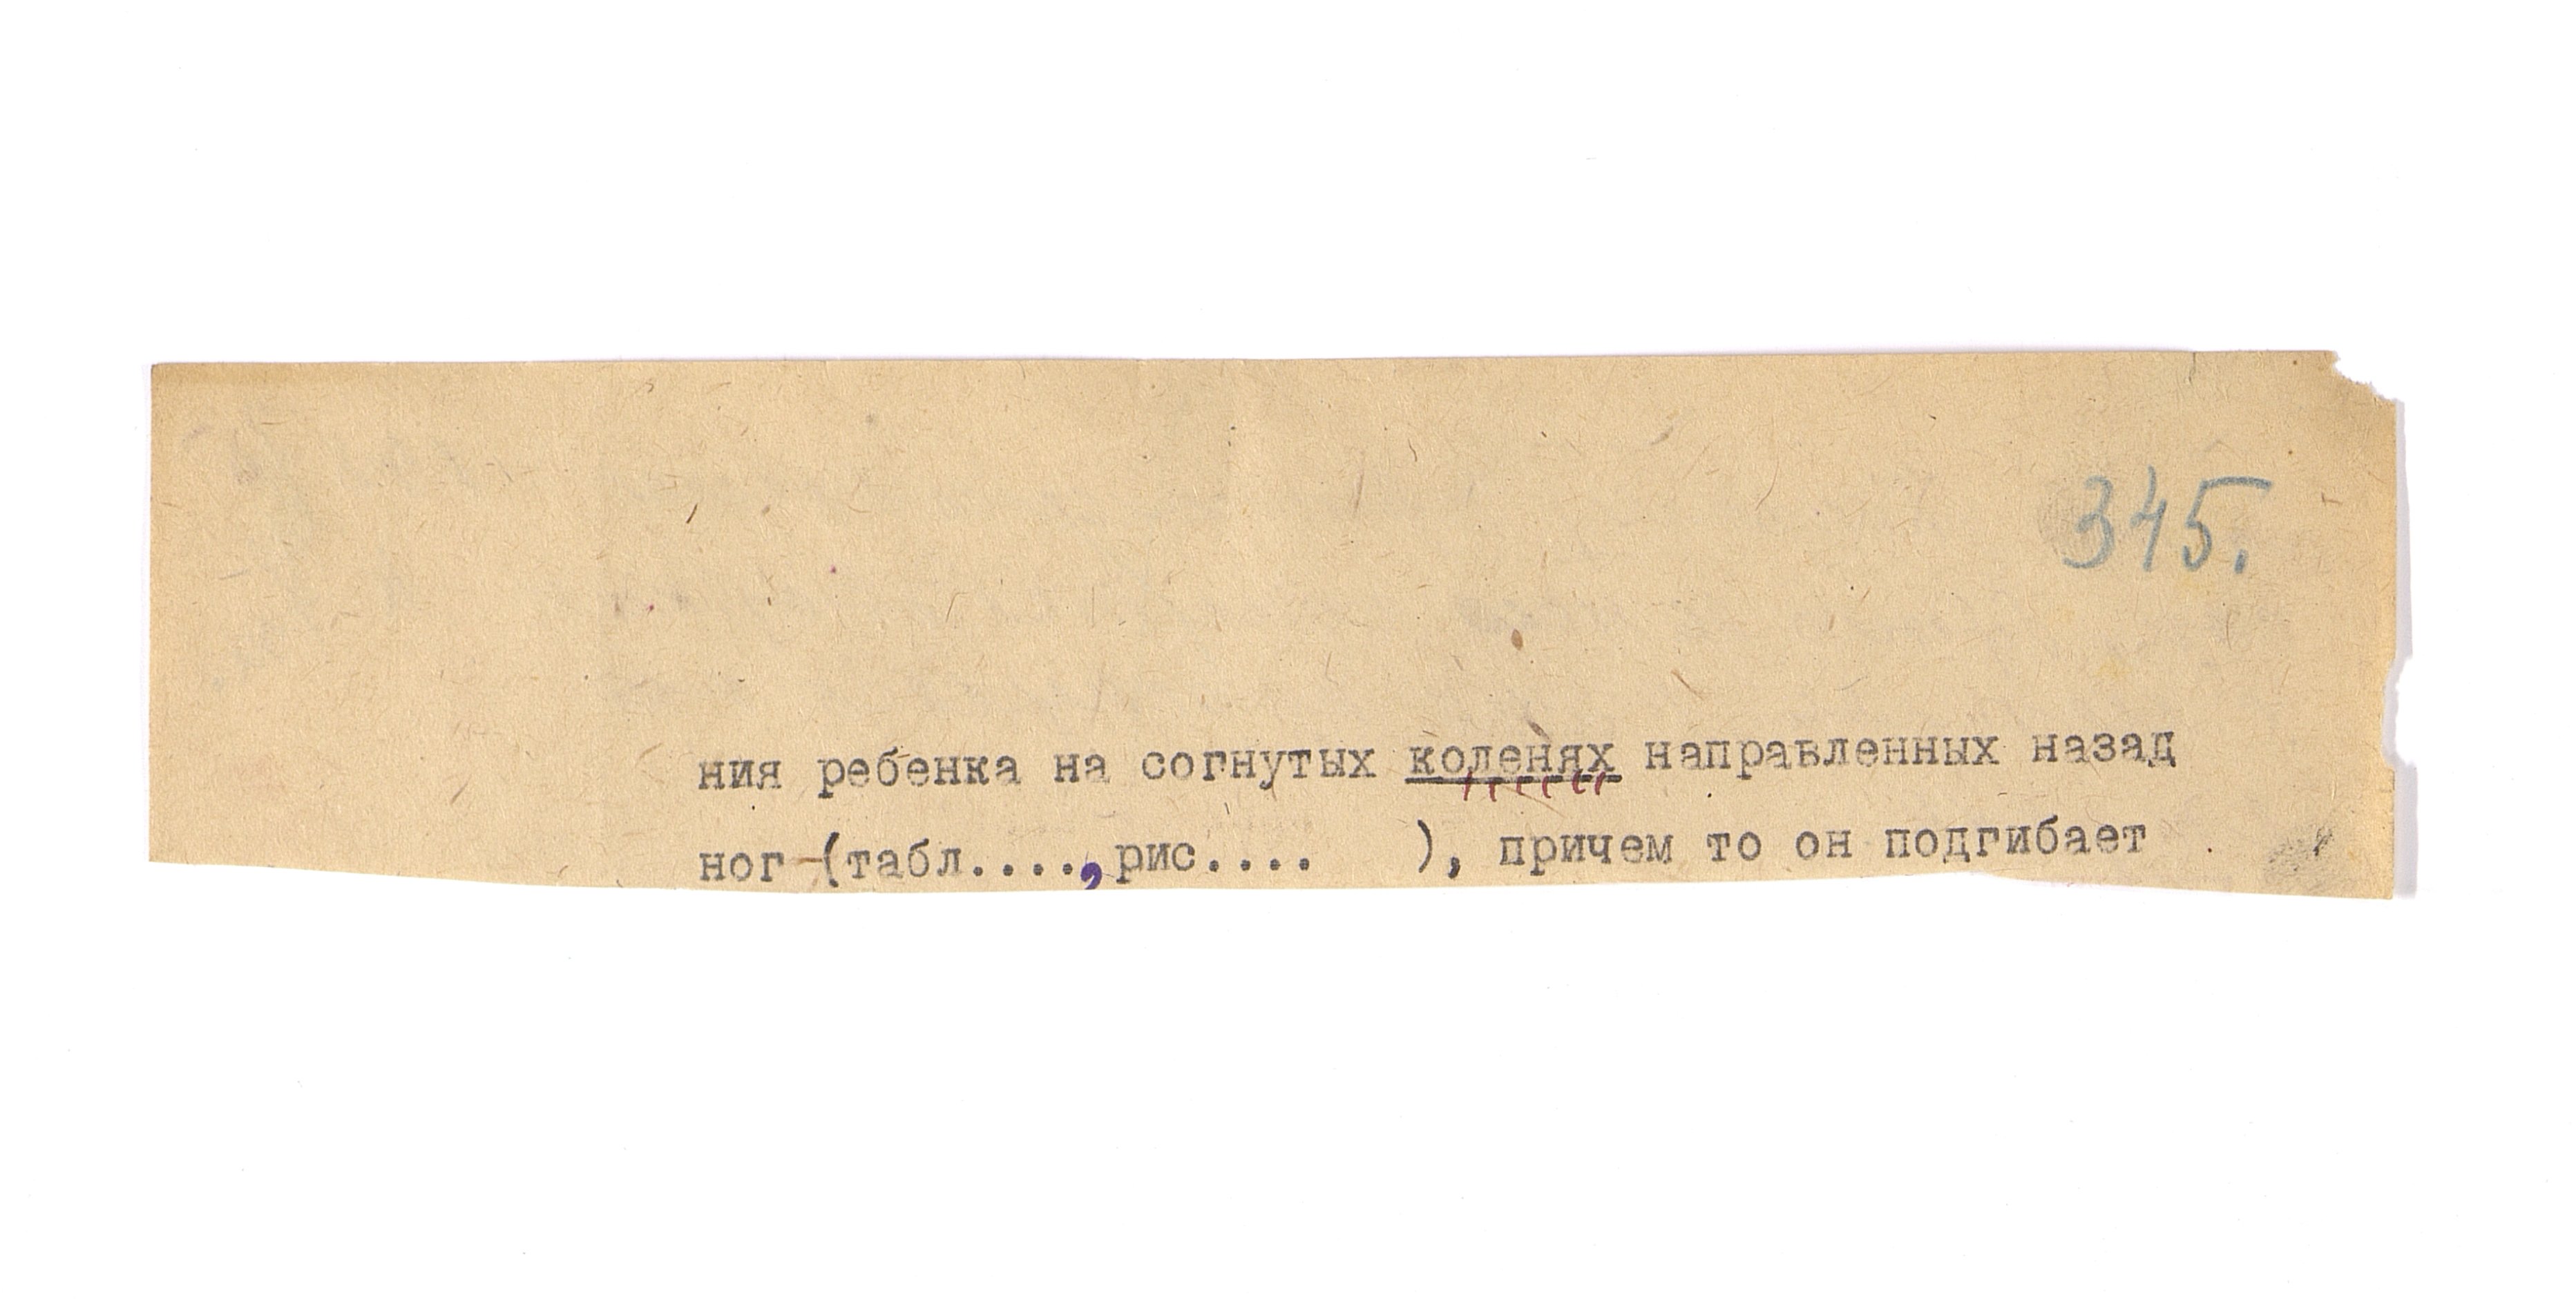 345.
ния ребенка на согнутых коленях направленных назад
ног (табл....,рис.... ), причем то он подгибает